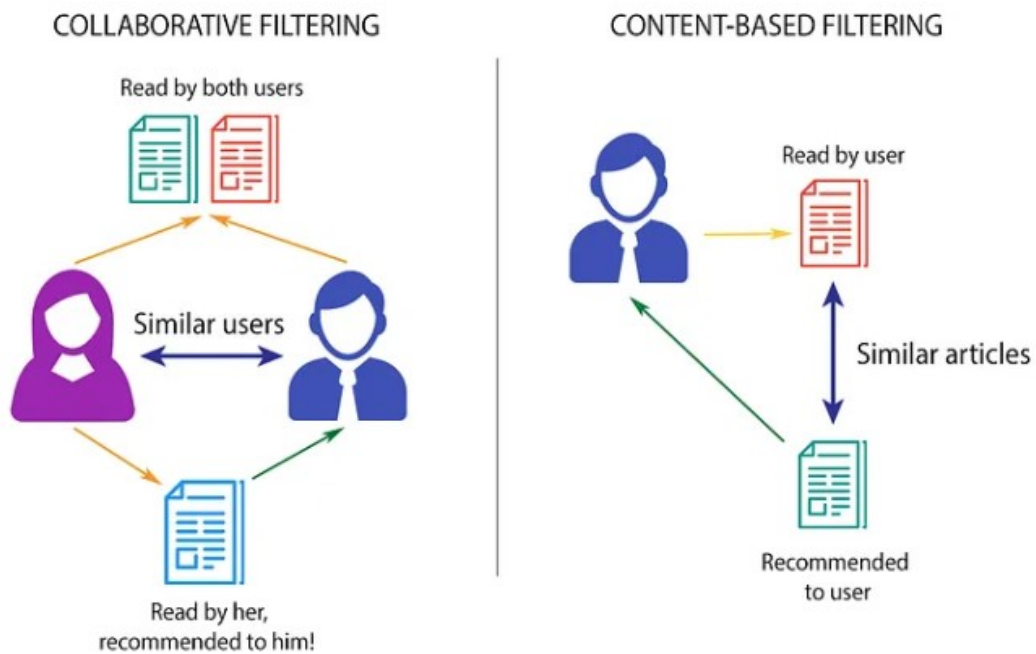 COLLABORATIVE FILTERING
Read by both users
Similar users
Read by her,
recommended to him!
CONTENT-BASED FILTERING
Read by user
Similar articles
Recommended
to user